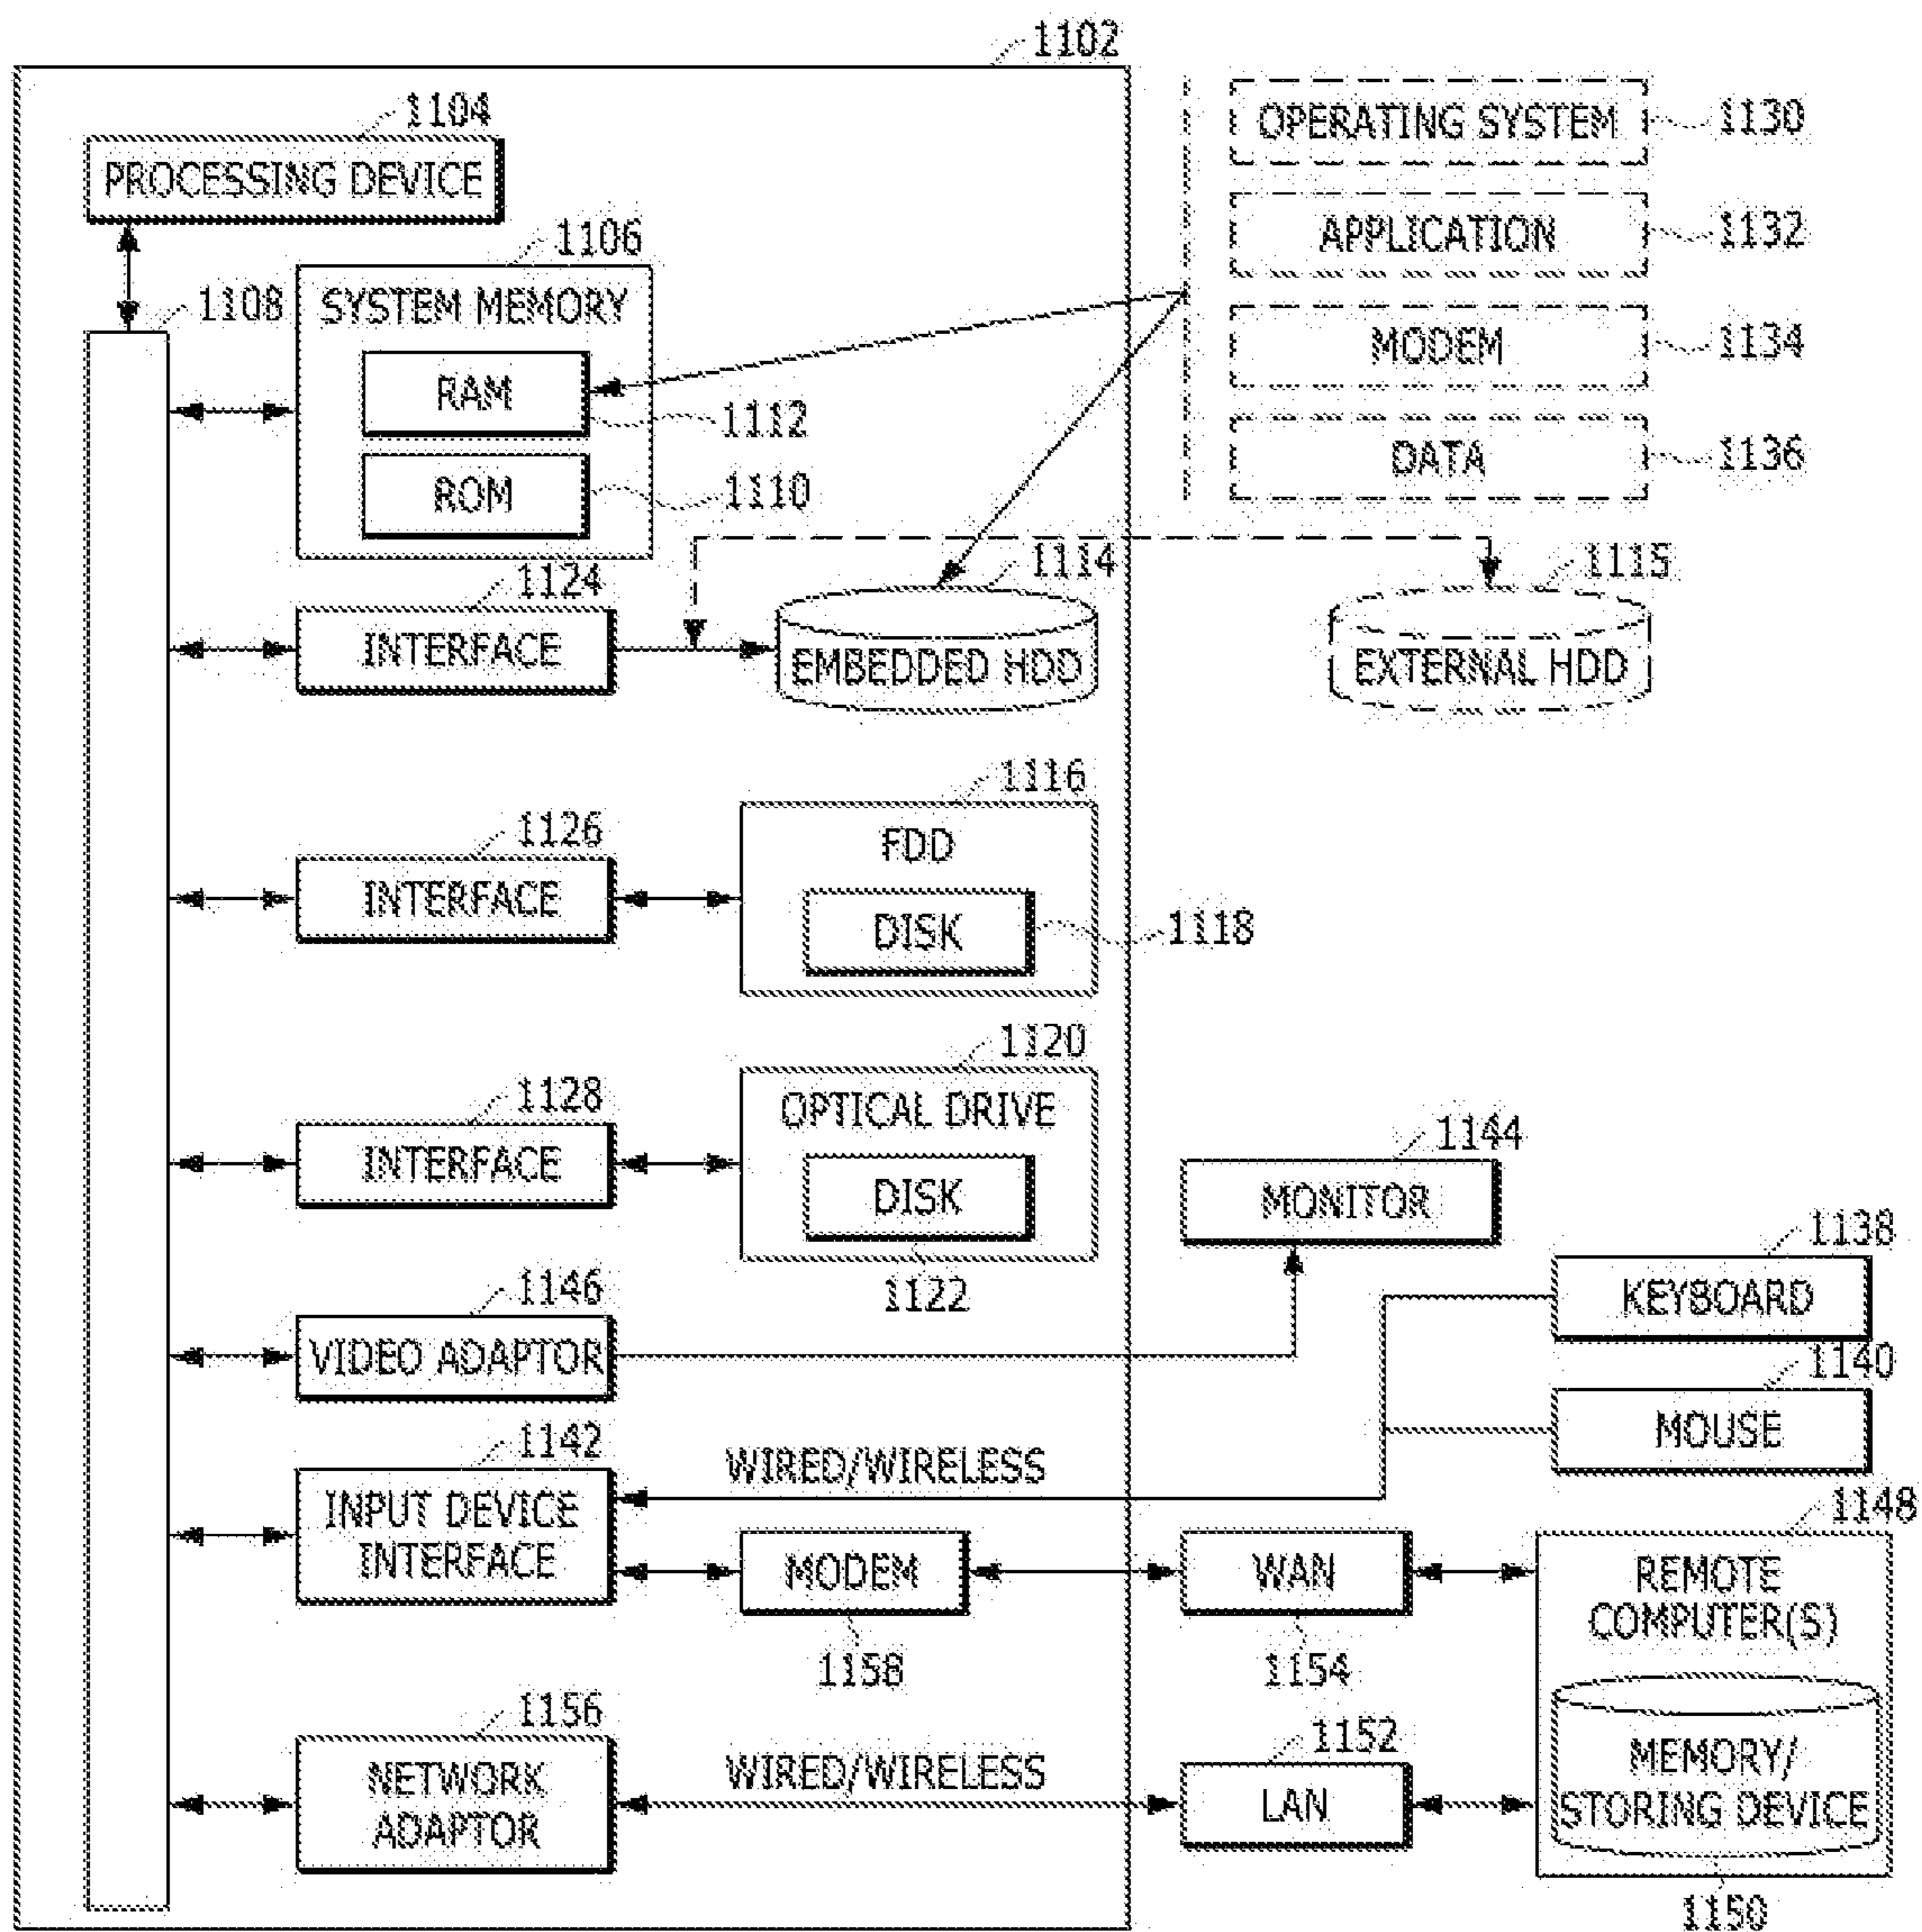 1102
1104
PROCESSING DEVICE
OPERATING SYSTEM
1130
APPLICATION
1132
MODEM
1134
DATA
1136
1106
SYSTEM MEMORY
1108
RAM
1112
ROM
1110
1124
INTERFACE
1114
EMBEDDED HDD
1115
EXTERNAL HDD
1116
FDD
1126
INTERFACE
DISK
1118
1120
OPTICAL DRIVE
1128
INTERFACE
DISK
1122
1144
MONITOR
1138
KEYBOARD
1146
VIDEO ADAPTOR
1140
MOUSE
1142
INPUT DEVICE
INTERFACE
WIRED/WIRELESS
MODEM
1158
WAN
1154
1148
REMOTE
COMPUTER(S)
MEMORY/
STORING DEVICE
1150
1156
NETWORK
ADAPTOR
WIRED/WIRELESS
1152
LAN